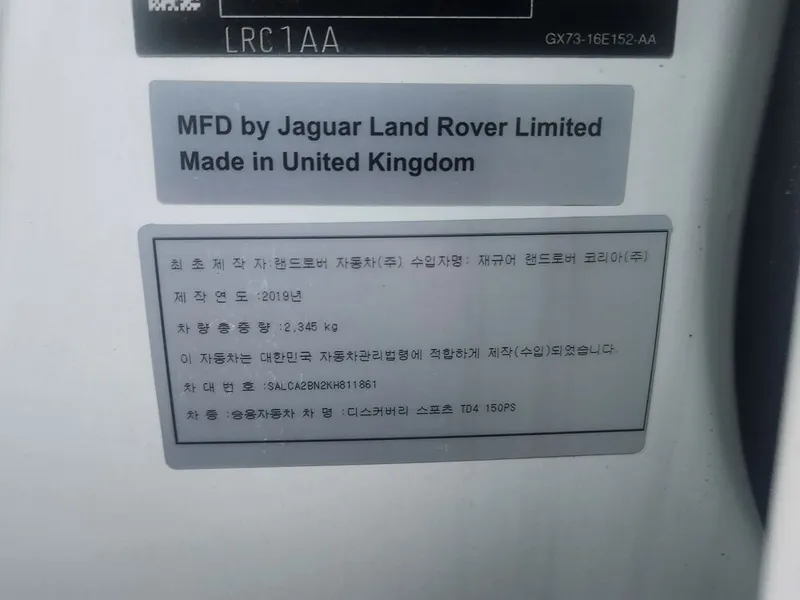 LRC1AA
GX73-16E152-AA
MFD by Jaguar Land Rover Limited
Made in United Kingdom
최 초 제 작 자:랜드로버 자동차(주) 수입자명: 재규어 랜드로버 코리아(주)
제 작 연 도 :2019년
차 량 총 중 량 :2,345 kg
이 자동차는 대한민국 자동차관리법령에 적합하게 제작(수입)되었습니다.
차 대 번 호 :SALCA2BN2KH811861
차 종 :승용자동차 차 명 :디스커버리 스포츠 TD4 150PS